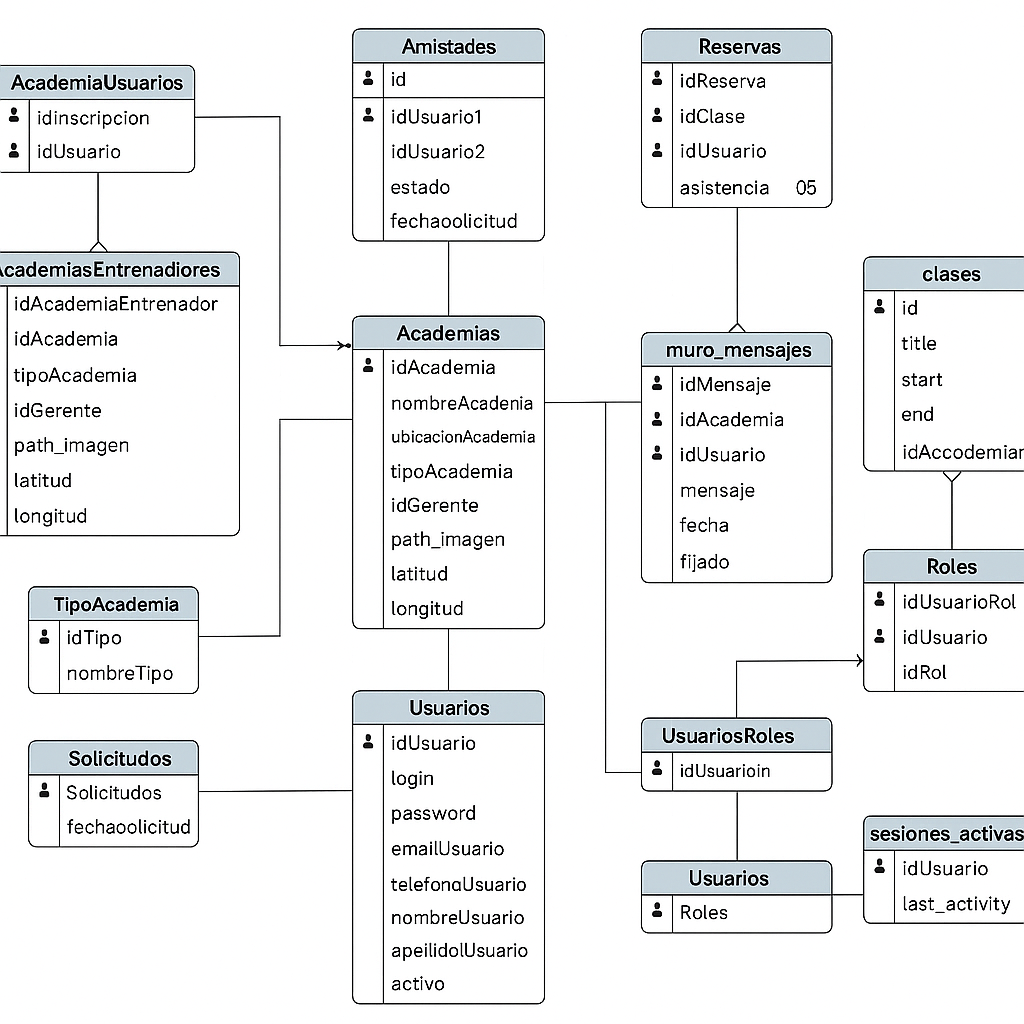 AcademiaUsuarios
idinscripcion
idUsuario
cademiasEntrenadiores
idAcademiaEntrenador
idAcademia
tipoAcademia
idGerente
path_imagen
latitud
longitud
TipoAcademia
idTipo
nombreTipo
Solicitudos
Solicitudos
fechaoolicitud
Amistades
id
idUsuario1
idUsuario2
estado
fechaoolicitud
Academias
idAcademia
nombreAcadenia
ubicacionAcademia
tipoAcademia
idGerente
path_imagen
latitud
longitud
Usuarios
idUsuario
login
password
emailUsuario
telefonaUsuario
nombreUsuario
apeilidolUsuario
activo
Reservas
idReserva
idClase
idUsuario
asistencia 05
muro_mensajes
idMensaje
idAcademia
idUsuario
mensaje
fecha
fijado
UsuariosRoles
idUsuarioin
Usuarios
Roles
clases
id
title
start
end
idAccodemiar
Roles
idUsuarioRol
idUsuario
idRol
sesiones_activas
idUsuario
last_activity